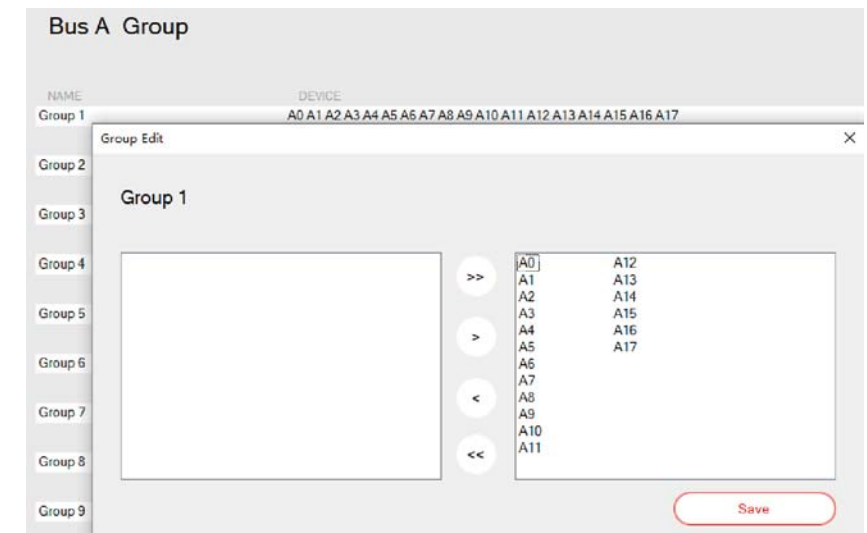 Bus A Group
NAME DEVICE
Group 1 A0 A1 A2 A3 A4 A5 A6 A7 A8 A9 A10 A11 A12 A13 A14 A15 A16 A17
Group Edit ×
Group 2
Group 1
Group 3
Group 4
Group 5
Group 6
Group 7
Group 8
Group 9
>>
>
<
<<
A0 A12
A1 A13
A2 A14
A3 A15
A4 A16
A5 A17
A6
A7
A8
A9
A10
A11
Save